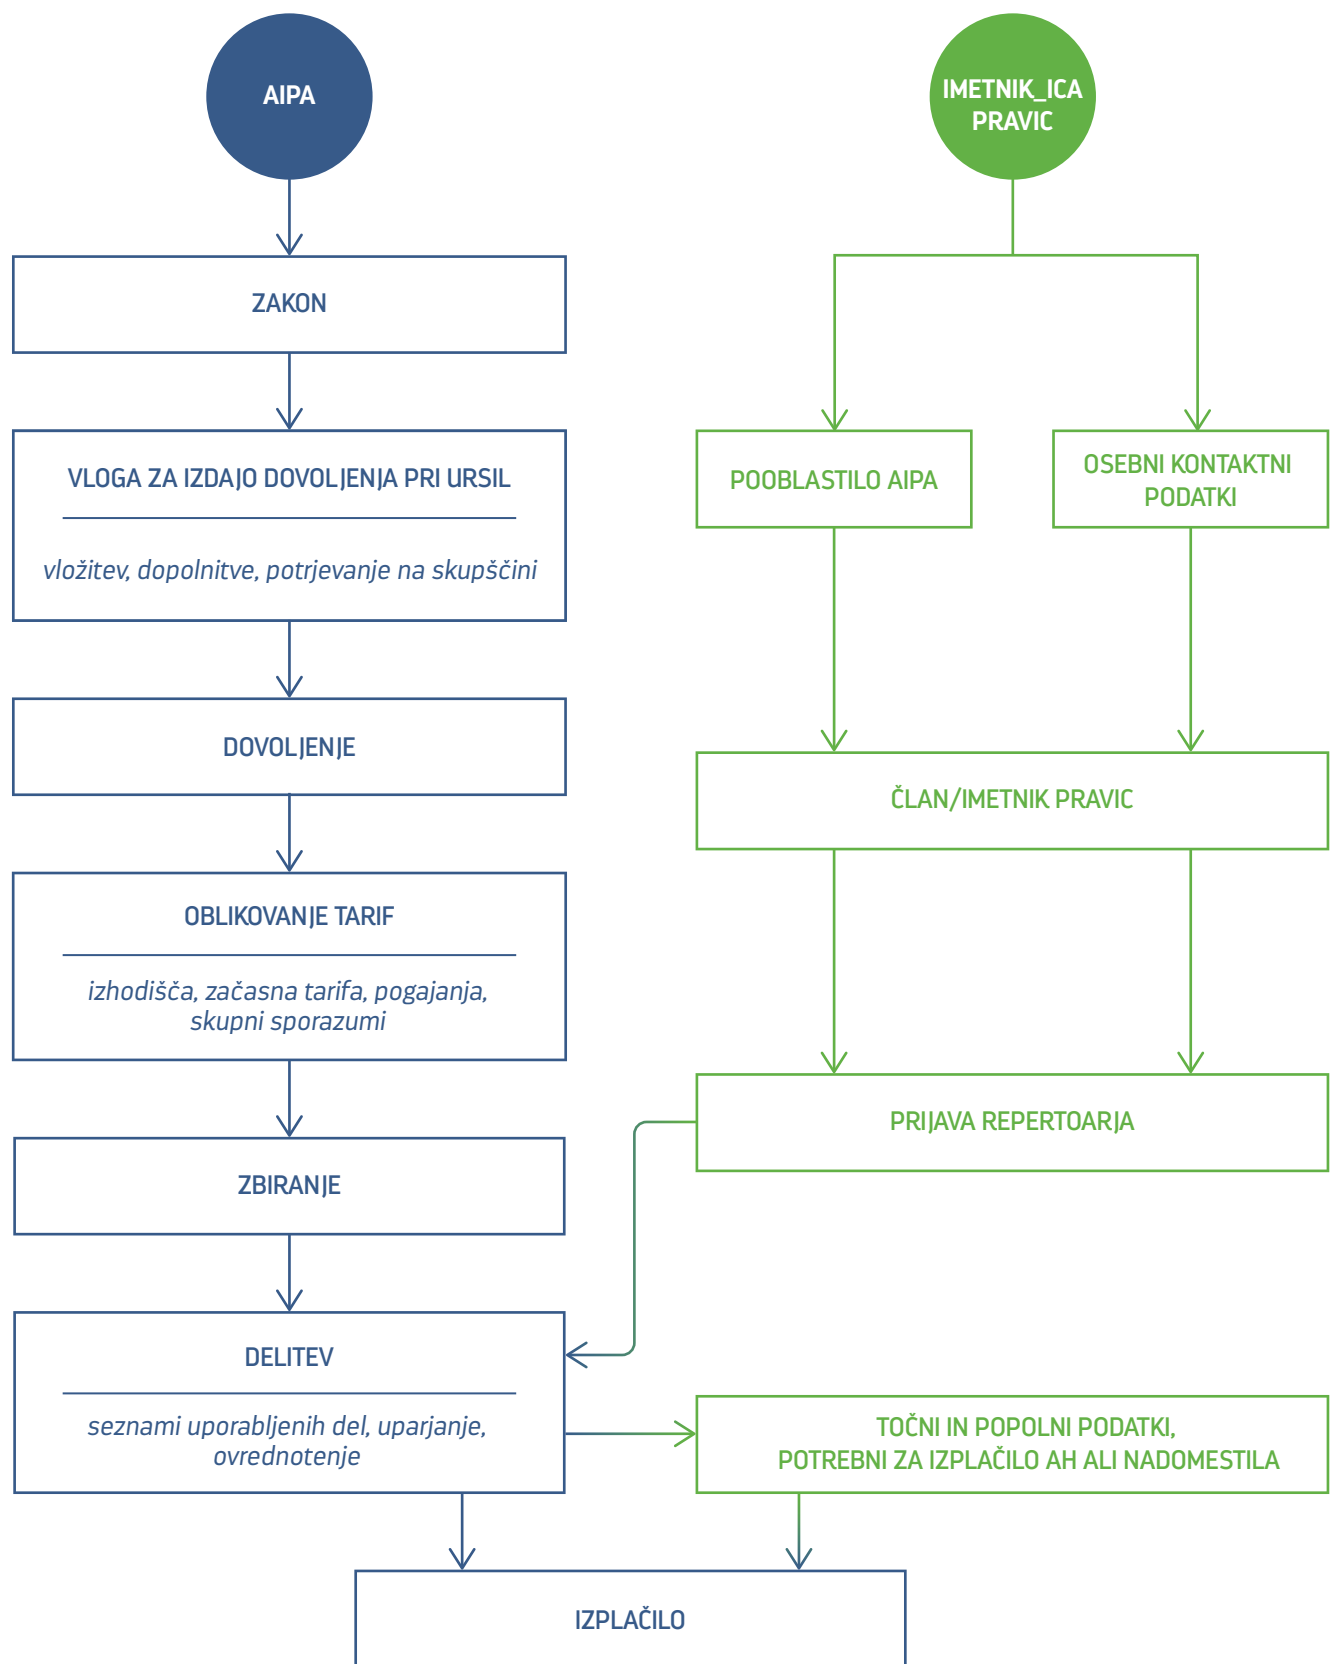 AIPA
ZAKON
VLOGA ZA IZDAJO DOVOLJENJA PRI URSIL
vložitev, dopolnitve, potrjevanje na skupščini
DOVOLJENJE
OBLIKOVANJE TARIF
izhodišča, začasna tarifa, pogajanja,
skupni sporazumi
ZBIRANJE
DELITEV
seznami uporabljenih del, uparjanje,
ovrednotenje
IMETNIK_ICA
PRAVIC
POOBLASTILO AIPA
OSEBNI KONTAKTNI
PODATKI
ČLAN/IMETNIK PRAVIC
PRIJAVA REPERTOARJA
TOČNI IN POPOLNI PODATKI,
POTREBNI ZA IZPLAČILO AH ALI NADOMESTILA
IZPLAČILO